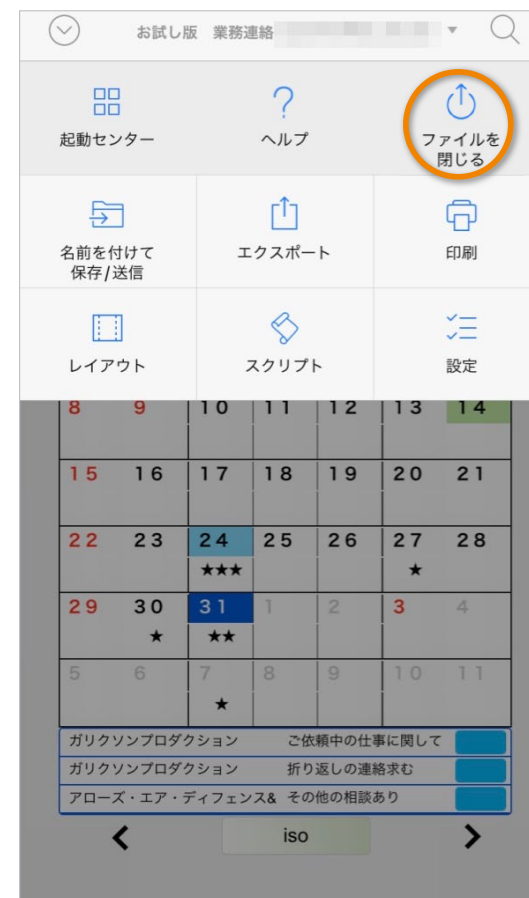 お試し版 業務連絡
起動センター
ヘルプ
ファイルを
閉じる
名前を付けて
保存/送信
エクスポート
印刷
レイアウト
スクリプト
設定
8 9 10 11 12 13 14
15 16 17 18 19 20 21
22 23 24 25 26 27 28
★★★ ★
29 30 31 1 2 3 4
★ ★★
5 6 7 8 9 10 11
★
ガリクソンプロダクション ご依頼中の仕事に関して
ガリクソンプロダクション 折り返しの連絡求む
アローズ・エア・ディフェンス& その他の相談あり
iso